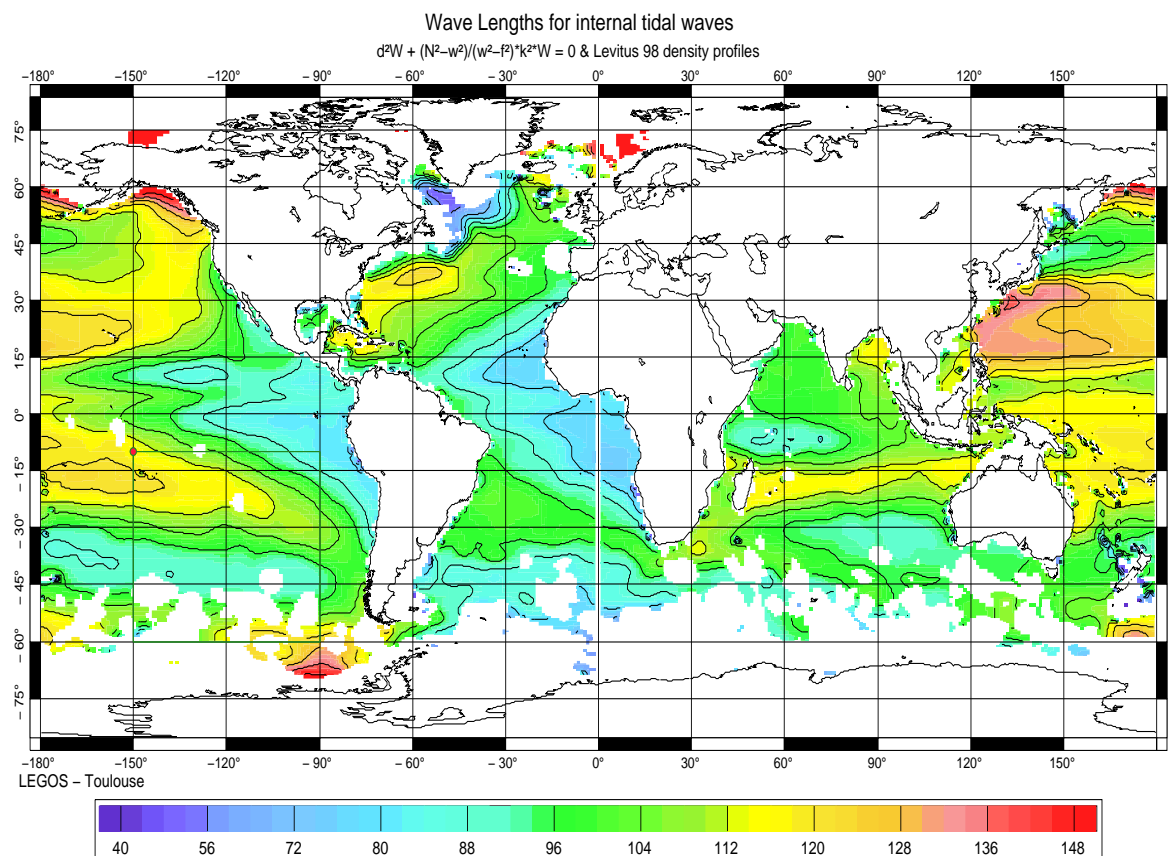 Wave Lengths for internal tidal waves
d²W + (N²−w²)/(w²−f²)*k²*W = 0 & Levitus 98 density profiles
−180° −150° −120° −90° −60° −30° 0° 30° 60° 90° 120° 150°
75°
60°
45°
30°
15°
0°
−15°
−30°
−45°
−60°
−75°
−180° −150° −120° −90° −60° −30° 0° 30° 60° 90° 120° 150°
LEGOS − Toulouse
40 56 72 80 88 96 104 112 120 128 136 148